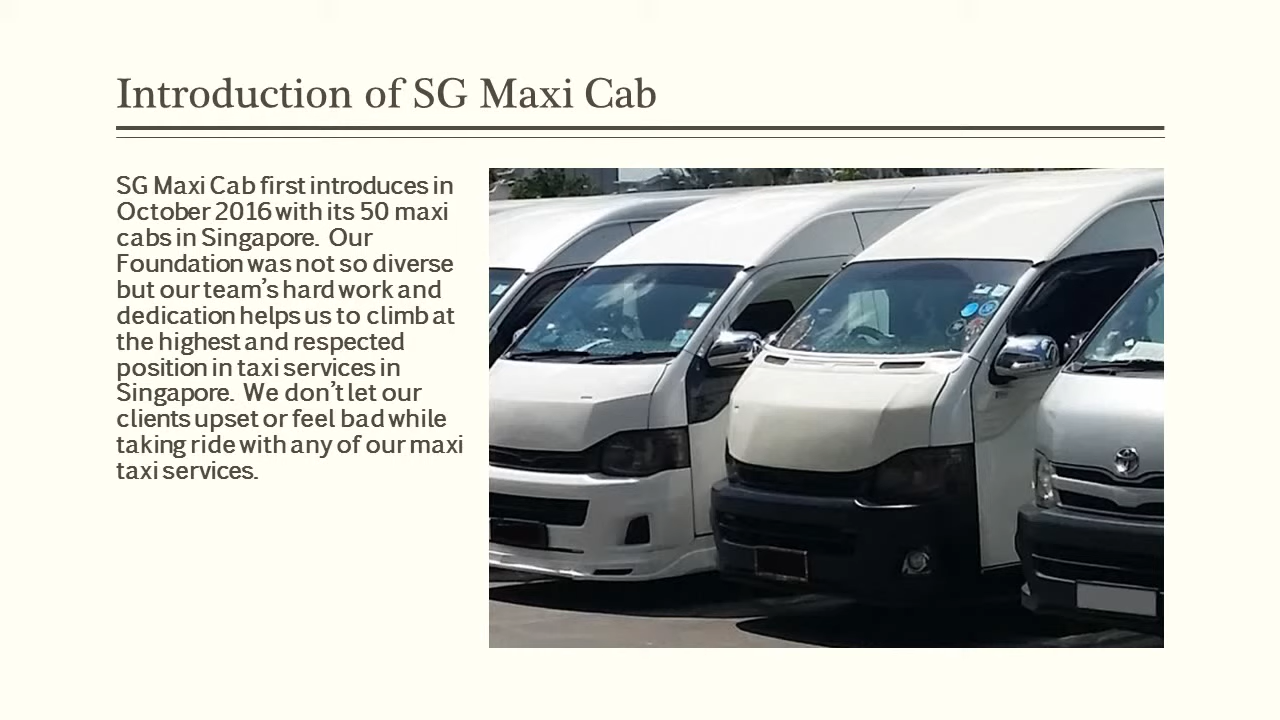 Introduction of SG Maxi Cab
SG Maxi Cab first introduces in
October 2016 with its 50 maxi
cabs in Singapore. Our
Foundation was not so diverse
but our team's hard work and
dedication helps us to climb at
the highest and respected
position in taxi services in
Singapore. We don't let our
clients upset or feel bad while
taking ride with any of our maxi
taxi services.